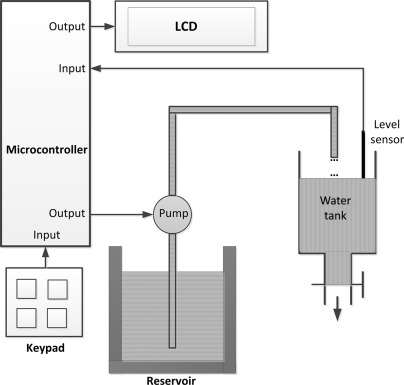 Output
LCD
Input
Level
sensor
Microcontroller
Water
tank
Output
Pump
Input
Keypad
Reservoir